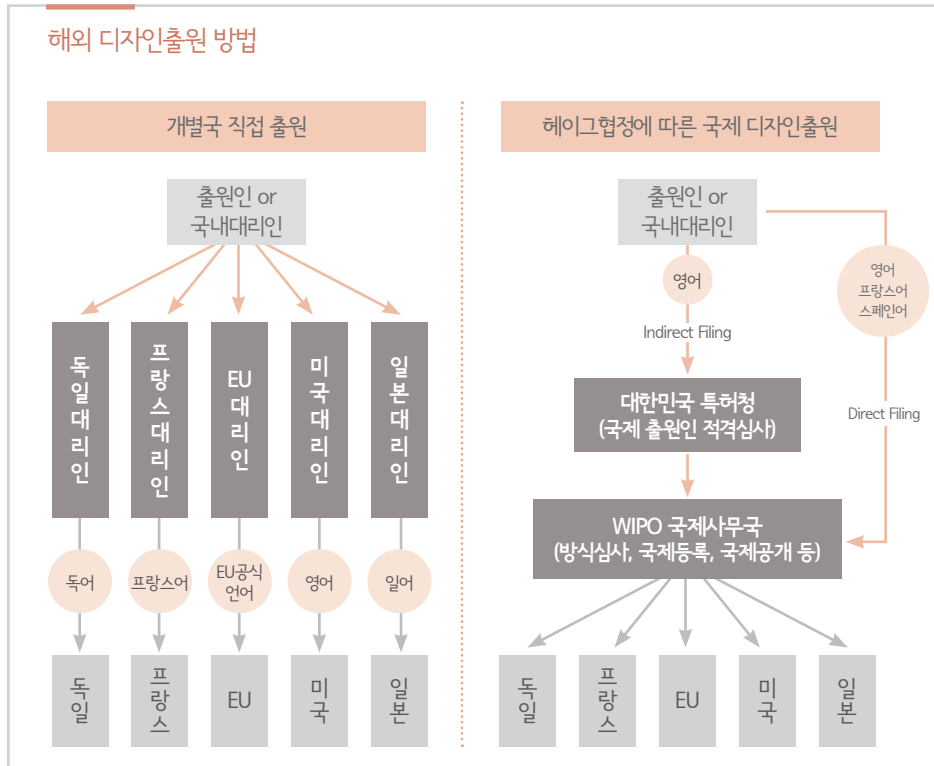 해외 디자인출원 방법
개별국 직접 출원
출원인 or
국내대리인
독일대리인
프랑스대리인
EU대리인
미국대리인
일본대리인
독어
프랑스어
EU공식
언어
영어
일어
독일
프랑스
EU
미국
일본
헤이그협정에 따른 국제 디자인출원
출원인 or
국내대리인
영어
Indirect Filing
영어
프랑스어
스페인어
Direct Filing
대한민국 특허청
(국제 출원인 적격심사)
WIPO 국제사무국
(방식심사, 국제등록, 국제공개 등)
독일
프랑스
EU
미국
일본